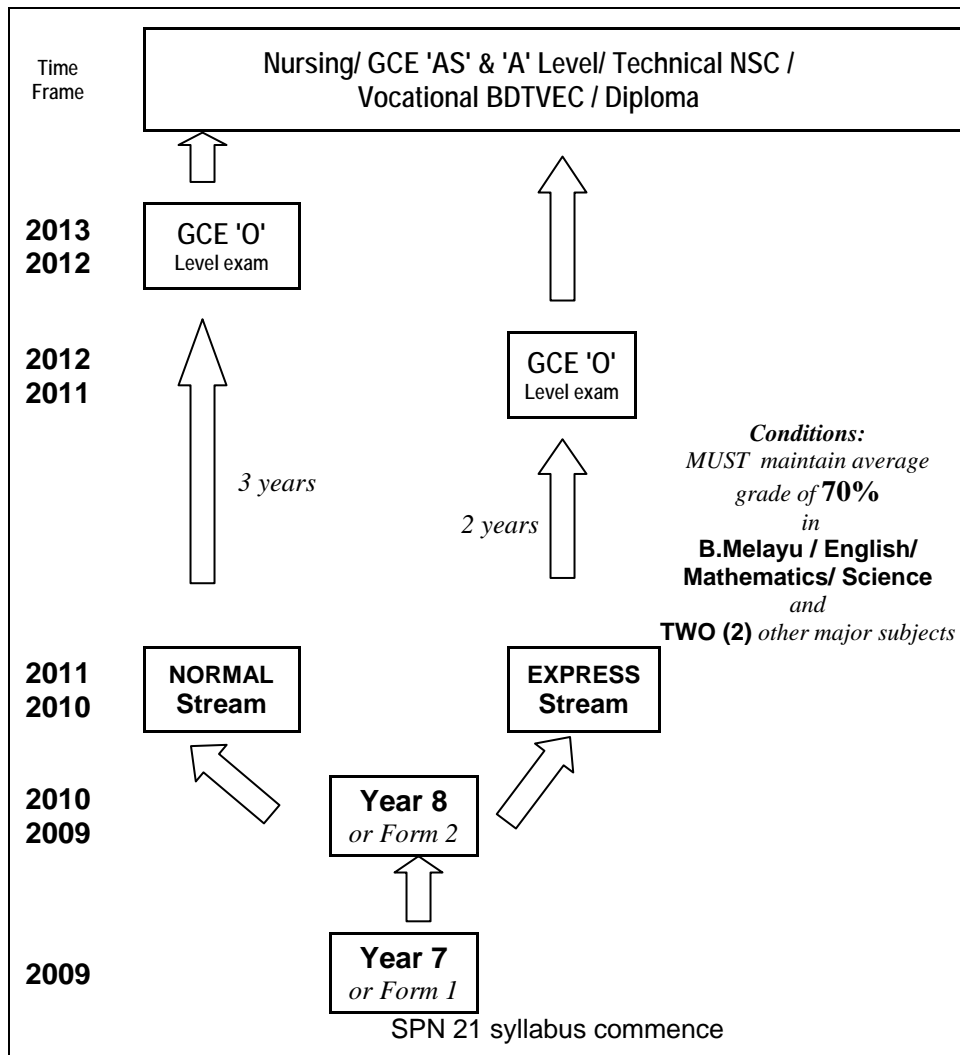 Time
Frame
Nursing/ GCE 'AS' & 'A' Level/ Technical NSC /
Vocational BDTVEC / Diploma
2013
2012
GCE 'O'
Level exam
2012
2011
GCE 'O'
Level exam
3 years
2 years
Conditions:
MUST maintain average
grade of 70%
in
B.Melayu / English/
Mathematics/ Science
and
TWO (2) other major subjects
2011
2010
NORMAL
Stream
EXPRESS
Stream
2010
2009
Year 8
or Form 2
2009
Year 7
or Form 1
SPN 21 syllabus commence